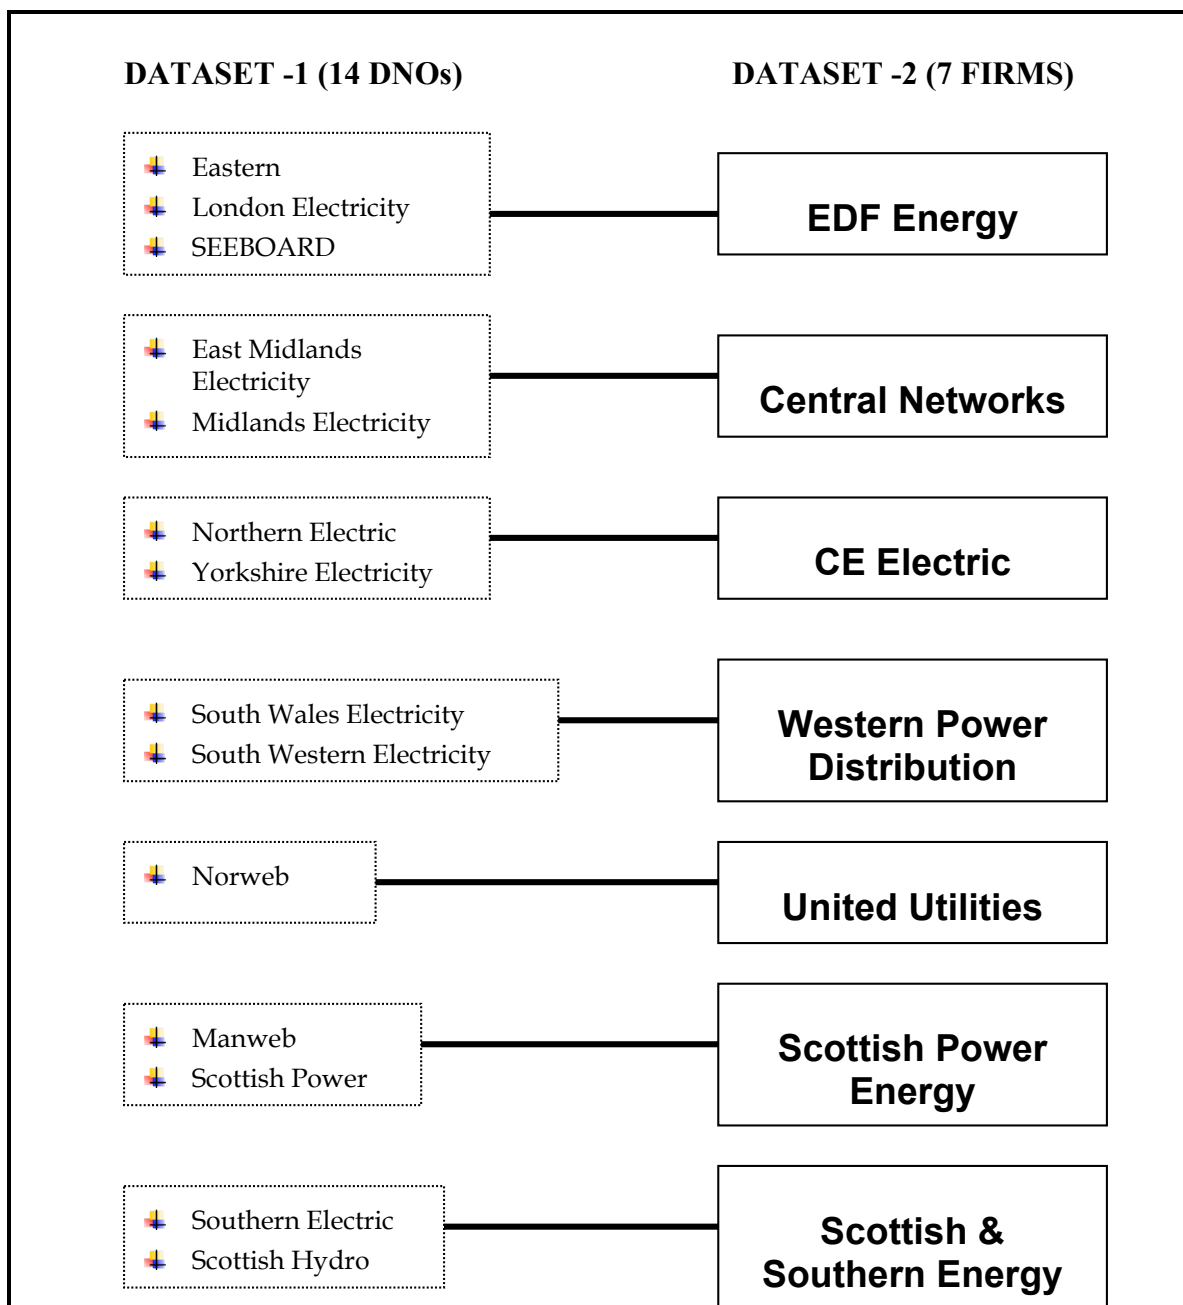 DATASET -1 (14 DNOs)
DATASET -2 (7 FIRMS)
Eastern
London Electricity
SEEBOARD
EDF Energy
East Midlands
Electricity
Midlands Electricity
Central Networks
Northern Electric
Yorkshire Electricity
CE Electric
South Wales Electricity
South Western Electricity
Western Power
Distribution
Norweb
United Utilities
Manweb
Scottish Power
Scottish Power
Energy
Southern Electric
Scottish Hydro
Scottish &
Southern Energy